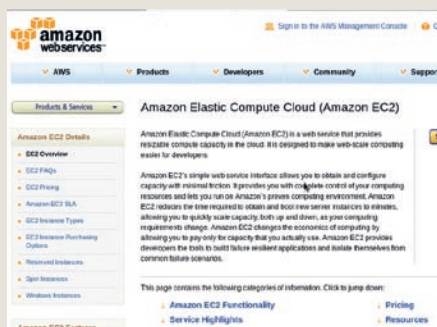 amazon
webservices™
Sign in to the AWS Management Console
AWS
Products
Developers
Community
Suppor
Products & Services
Amazon Elastic Compute Cloud (Amazon EC2)
Amazon EC2 Details
EC2 Overview
EC2 FAQs
EC2 Pricing
Amazon EC2 SLA
EC2 Instance Types
EC2 Instance Purchasing
Options
Reserved Instances
Spot Instances
Windows Instances
Amazon EC2 Features
Amazon Elastic Compute Cloud (Amazon EC2) is a web service that provides
resizable compute capacity in the cloud. It is designed to make web-scale computing
easier for developers.
Amazon EC2's simple web service interface allows you to obtain and configure
capacity with minimal friction. It provides you with complete control of your computing
resources and lets you run on Amazon's proven computing environment. Amazon
EC2 reduces the time required to obtain and boot new server instances to minutes,
allowing you to quickly scale capacity, both up and down, as your computing
requirements change. Amazon EC2 changes the economics of computing by
allowing you to pay only for capacity that you actually use. Amazon EC2 provides
developers the tools to build failure resilient applications and isolate themselves from
common failure scenarios.
This page contains the following categories of information. Click to jump down:
Amazon EC2 Functionality
Pricing
Service Highlights
Resources